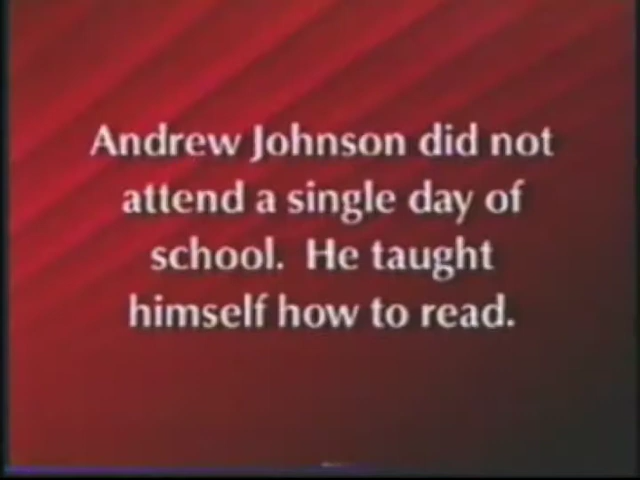 Andrew Johnson did not
attend a single day of
school.  He taught
himself how to read.